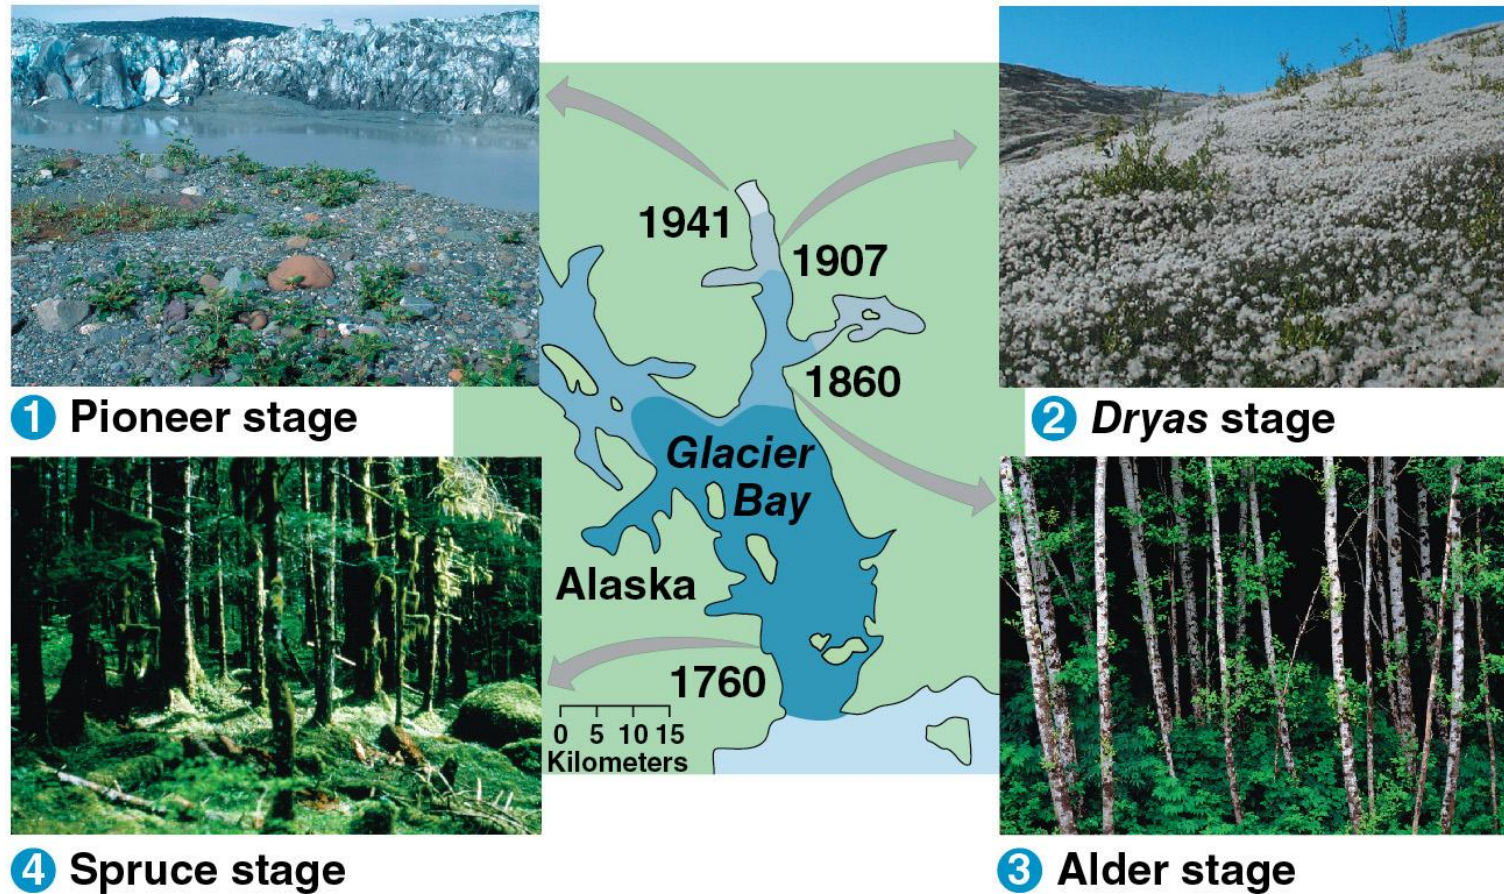 1941
1907
1860
Glacier
Bay
Alaska
1760
0 5 10 15
Kilometers
1 Pioneer stage
2 Dryas stage
4 Spruce stage
3 Alder stage